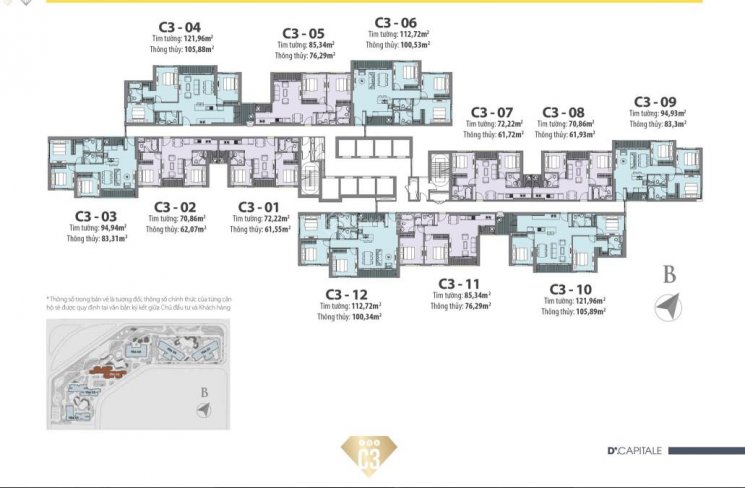 C3 - 04
Tim tường: 121,96m²
Thông thủy: 105,88m²
C3 - 05
Tim tường: 85,34m²
Thông thủy: 76,29m²
C3 - 06
Tim tường: 112,72m²
Thông thủy: 100,53m²
C3 - 07
Tim tường: 72,22m²
Thông thủy: 61,72m²
C3 - 08
Tim tường: 70,86m²
Thông thủy: 61,93m²
C3 - 09
Tim tường: 94,93m²
Thông thủy: 83,3m²
C3 - 03
Tim tường: 94,94m²
Thông thủy: 83,31m²
C3 - 02
Tim tường: 70,86m²
Thông thủy: 62,07m²
C3 - 01
Tim tường: 72,22m²
Thông thủy: 61,55m²
C3 - 12
Tim tường: 112,72m²
Thông thủy: 100,34m²
C3 - 11
Tim tường: 85,34m²
Thông thủy: 76,29m²
C3 - 10
Tim tường: 121,96m²
Thông thủy: 105,89m²
B
* Thông số trong bản vẽ là tương đối, thông số chính thức của từng căn
hộ sẽ được quy định tại văn bản ký kết giữa Chủ đầu tư và Khách hàng
B
C3
D'.CAPITALE